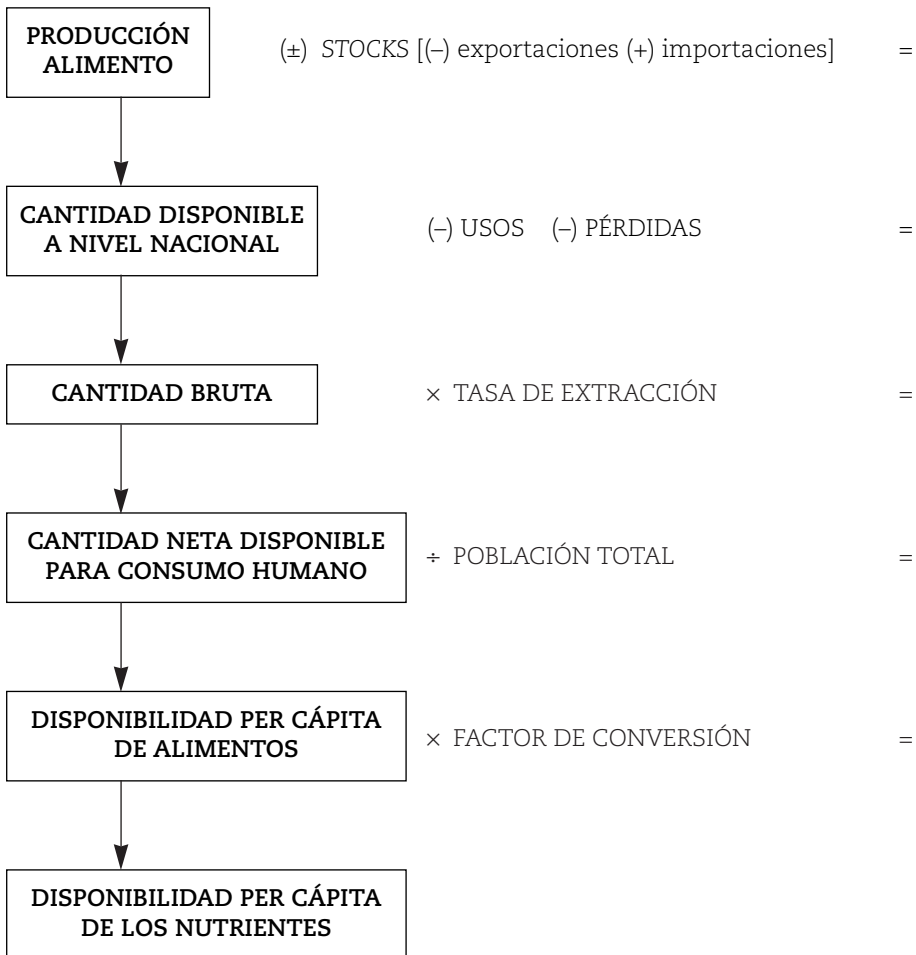 PRODUCCIÓN
ALIMENTO
(±) STOCKS [(–) exportaciones (+) importaciones] =
CANTIDAD DISPONIBLE
A NIVEL NACIONAL
(–) USOS (–) PÉRDIDAS =
CANTIDAD BRUTA
× TASA DE EXTRACCIÓN =
CANTIDAD NETA DISPONIBLE
PARA CONSUMO HUMANO
÷ POBLACIÓN TOTAL =
DISPONIBILIDAD PER CÁPITA
DE ALIMENTOS
× FACTOR DE CONVERSIÓN =
DISPONIBILIDAD PER CÁPITA
DE LOS NUTRIENTES